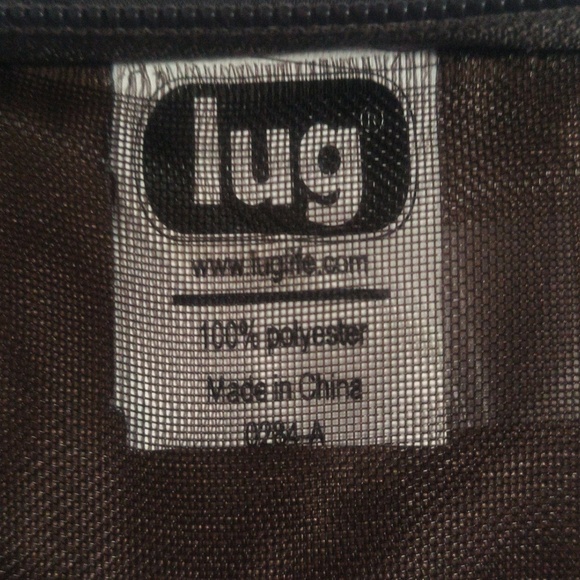 lug®
www.luglife.com
100% polyester
Made in China
0284-A